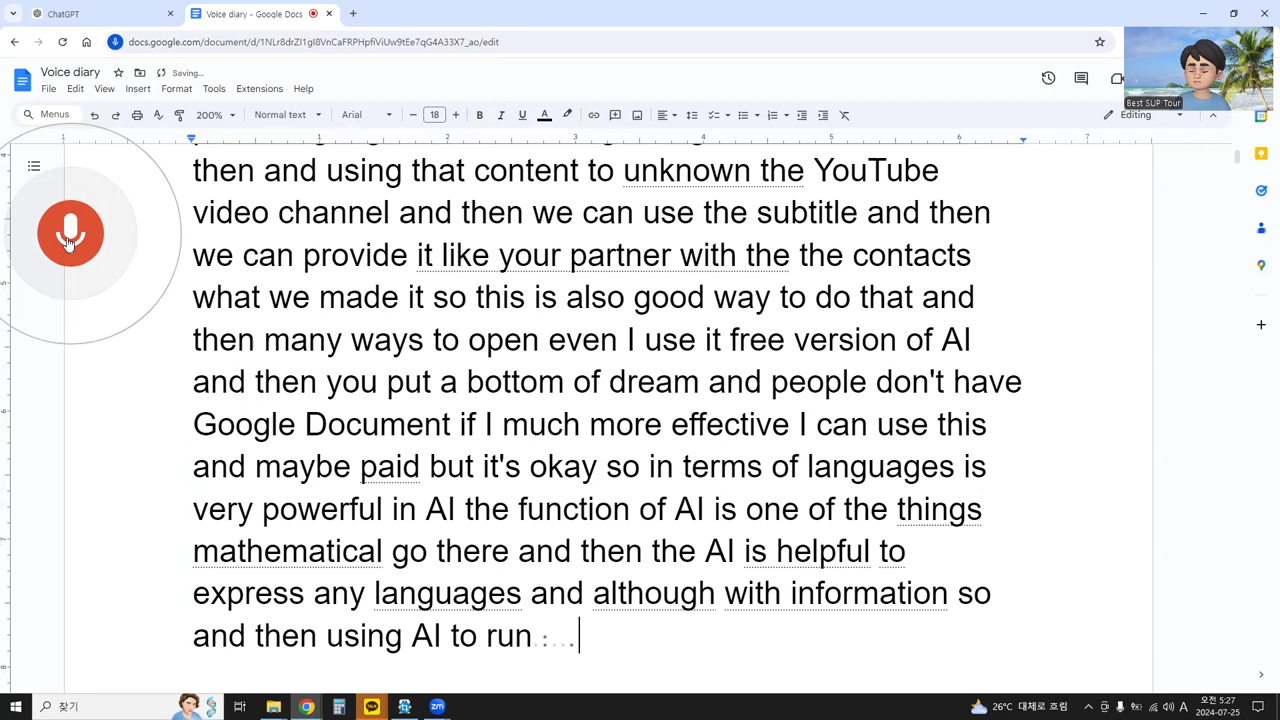 ChatGPT
Voice diary - Google Docs
docs.google.com/document/d/1NLr8drZI1gI8VnCaFRPHpfiViUw9tEe7qG4A33X7_ao/edit
Voice diary
Saving...
File Edit View Insert Format Tools Extensions Help
Best SUP Tour
Menus
200%
Normal text
Arial
18
B I U A
Editing
1 1 2 3 4 5 6 7
then and using that content to unknown the YouTube
video channel and then we can use the subtitle and then
we can provide it like your partner with the the contacts
what we made it so this is also good way to do that and
then many ways to open even I use it free version of AI
and then you put a bottom of dream and people don't have
Google Document if I much more effective I can use this
and maybe paid but it's okay so in terms of languages is
very powerful in AI the function of AI is one of the things
mathematical go there and then the AI is helpful to
express any languages and although with information so
and then using AI to run
찾기
26°C 대체로 흐림
A
오전 5:27
2024-07-25